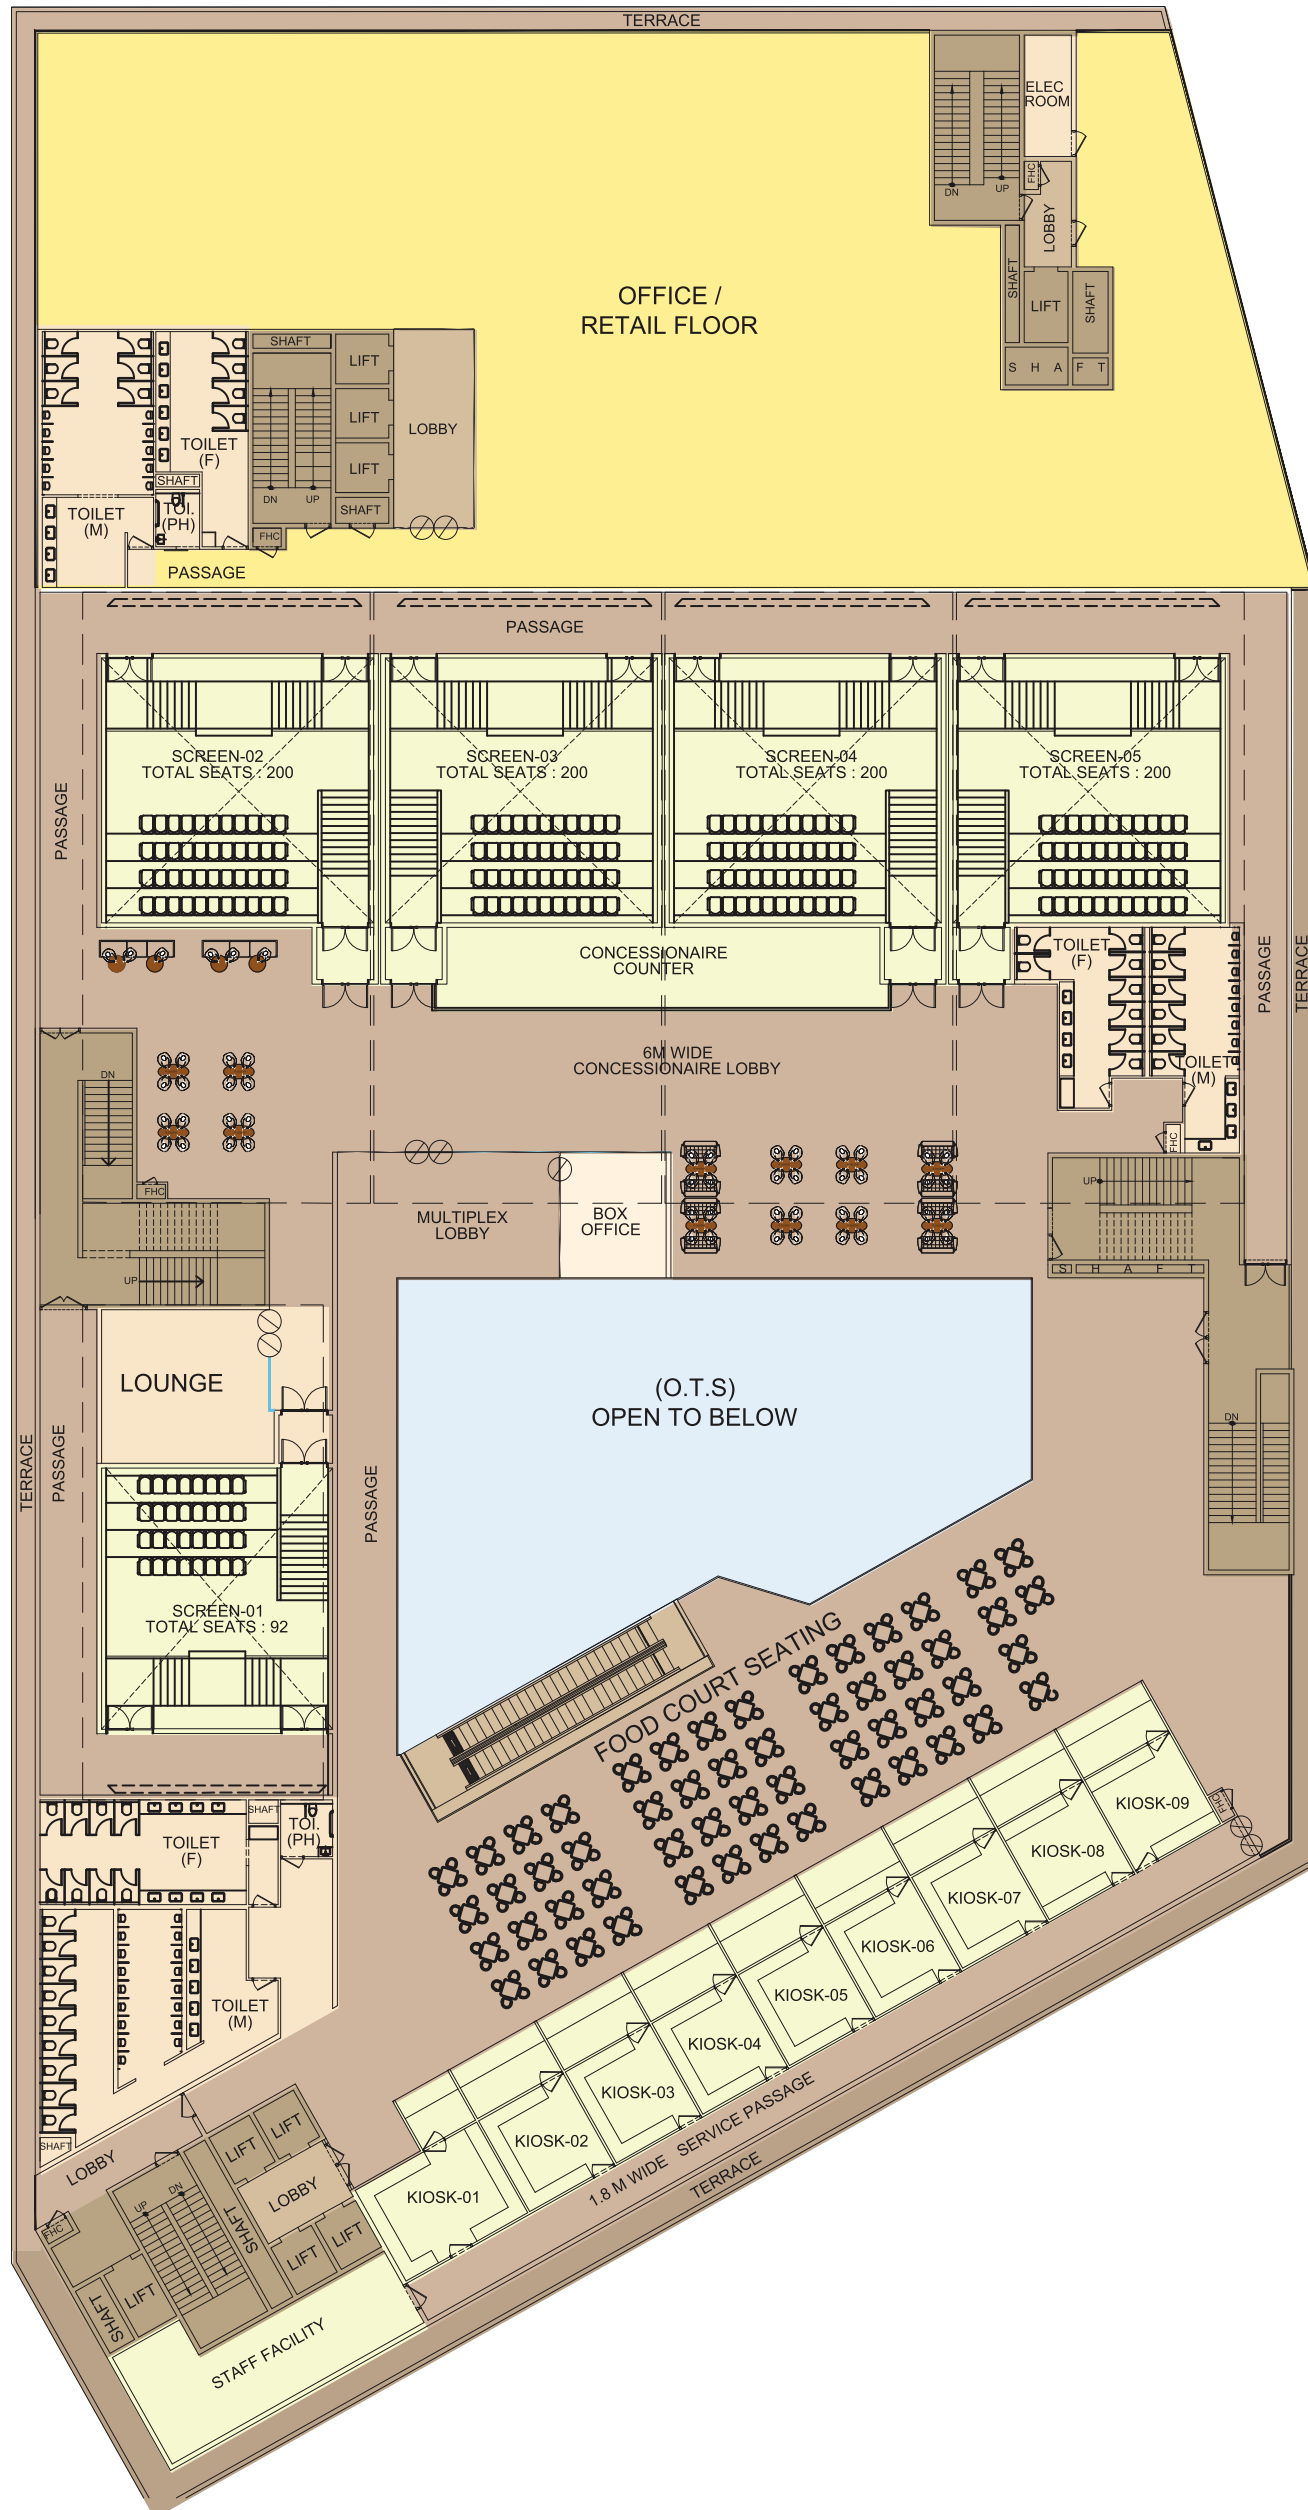 TERRACE
ELEC
ROOM
FHC
DN
UP
LOBBY
SHAFT
LIFT
SHAFT
S H A F T
OFFICE /
RETAIL FLOOR
SHAFT
LIFT
LIFT
LIFT
LOBBY
TOILET
(F)
SHAFT
TOI.
(PH)
TOILET
(M)
DN
UP
SHAFT
FHC
PASSAGE
PASSAGE
SCREEN-02
TOTAL SEATS : 200
SCREEN-03
TOTAL SEATS : 200
SCREEN-04
TOTAL SEATS : 200
SCREEN-05
TOTAL SEATS : 200
PASSAGE
CONCESSIONAIRE
COUNTER
TOILET
(F)
TOILET
(M)
PASSAGE
TERRACE
6M WIDE
CONCESSIONAIRE LOBBY
DN
FHC
FHC
UP
UP
MULTIPLEX
LOBBY
BOX
OFFICE
S H A F T
LOUNGE
(O.T.S)
OPEN TO BELOW
TERRACE
PASSAGE
PASSAGE
DN
SCREEN-01
TOTAL SEATS : 92
FOOD COURT SEATING
SHAFT
TOI.
(PH)
TOILET
(F)
TOILET
(M)
SHAFT
KIOSK-09
FHC
KIOSK-08
KIOSK-07
KIOSK-06
KIOSK-05
KIOSK-04
KIOSK-03
KIOSK-02
KIOSK-01
1.8 M WIDE SERVICE PASSAGE
TERRACE
LOBBY
LIFT
LIFT
LOBBY
UP
DN
SHAFT
FHC
LIFT
LIFT
LIFT
SHAFT
STAFF FACILITY